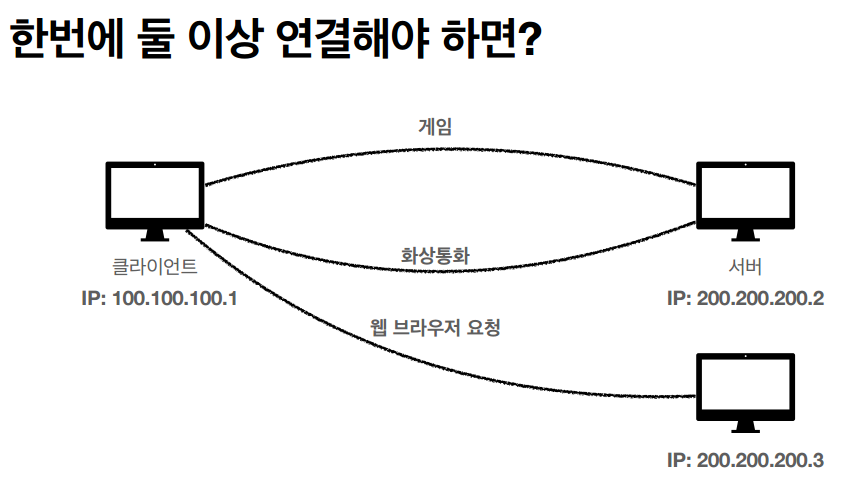 한번에 둘 이상 연결해야 하면?
게임
화상통화
클라이언트
서버
IP: 100.100.100.1
IP: 200.200.200.2
웹 브라우저 요청
IP: 200.200.200.3